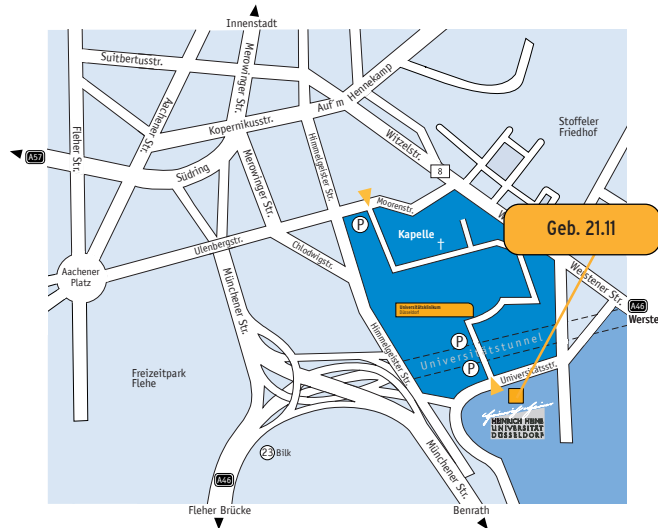 Innenstadt
Suitbertusstr.
Merowinger Str.
Auf'm Hennekamp
Aachener Str.
Kopernikusstr.
Fleher Str.
Stoffeler
Friedhof
Witzelstr.
A57
Südring
Merowinger Str.
Himmelgeister Str.
8
Moorenstr.
P
Kapelle
Geb. 21.11
Ulenbergstr.
Chlodwigstr.
Aachener
Platz
Münchener Str.
Werstener Str.
A46
Werste
Universitätsklinikum
Düsseldorf
Himmelgeister Str.
P
Universitätstunnel
P
Universitätsstr.
Freizeitpark
Flehe
HEINRICH HEINE
UNIVERSITÄT
DÜSSELDORF
23 Bilk
Münchener Str.
A46
Fleher Brücke
Benrath